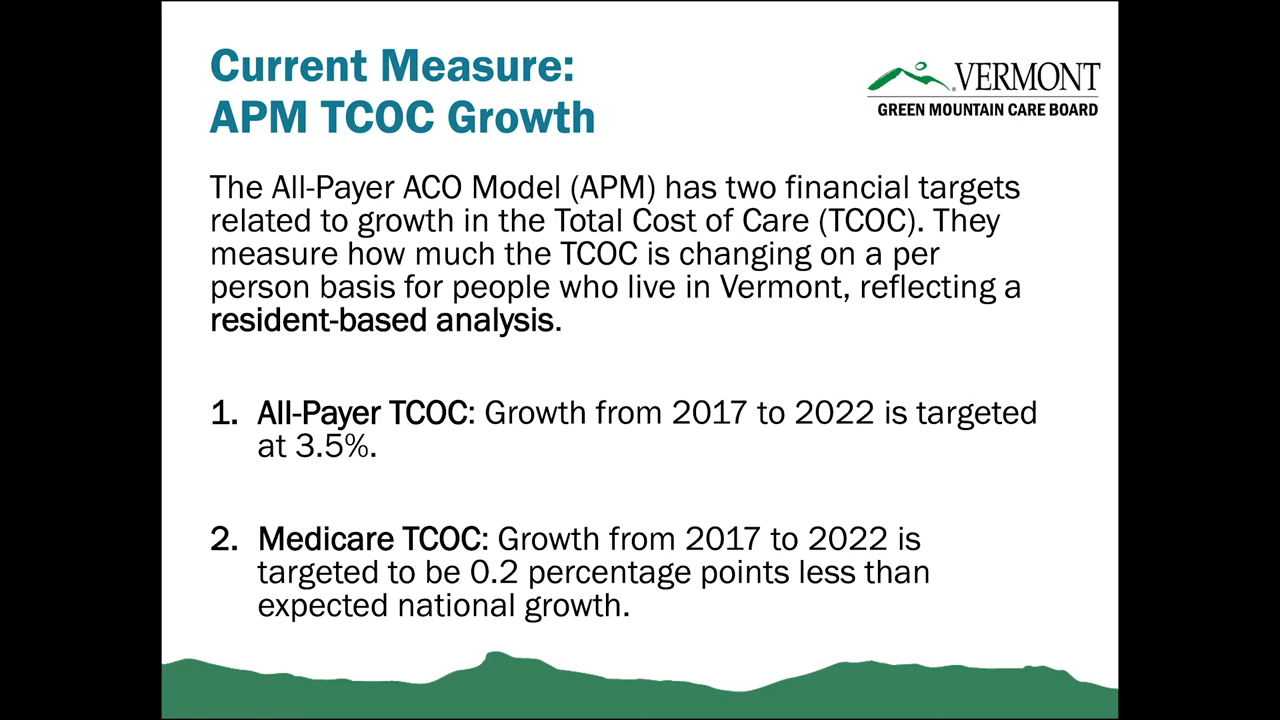 Current Measure:
APM TCOC Growth
VERMONT
GREEN MOUNTAIN CARE BOARD
The All-Payer ACO Model (APM) has two financial targets
related to growth in the Total Cost of Care (TCOC). They
measure how much the TCOC is changing on a per
person basis for people who live in Vermont, reflecting a
resident-based analysis.
1. All-Payer TCOC: Growth from 2017 to 2022 is targeted
at 3.5%.
2. Medicare TCOC: Growth from 2017 to 2022 is
targeted to be 0.2 percentage points less than
expected national growth.